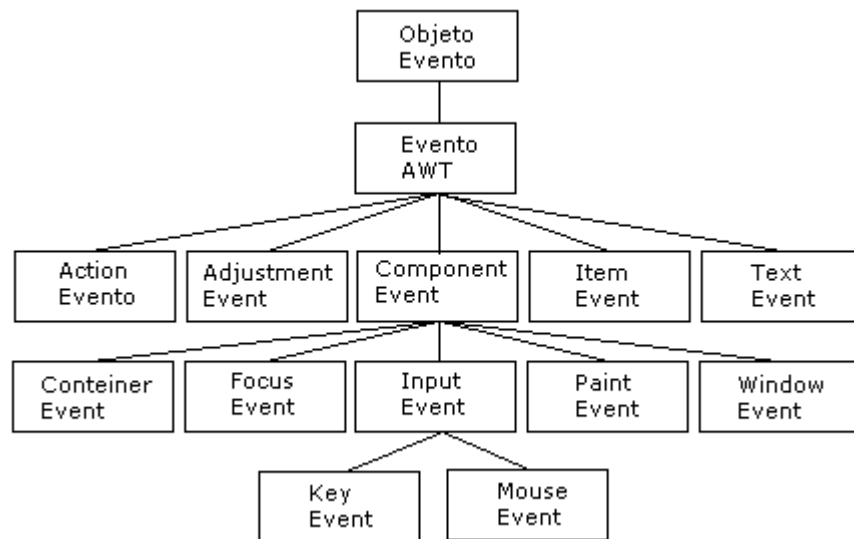 Objeto
Evento
Evento
AWT
Action
Evento
Adjustment
Event
Component
Event
Item
Event
Text
Event
Conteiner
Event
Focus
Event
Input
Event
Paint
Event
Window
Event
Key
Event
Mouse
Event